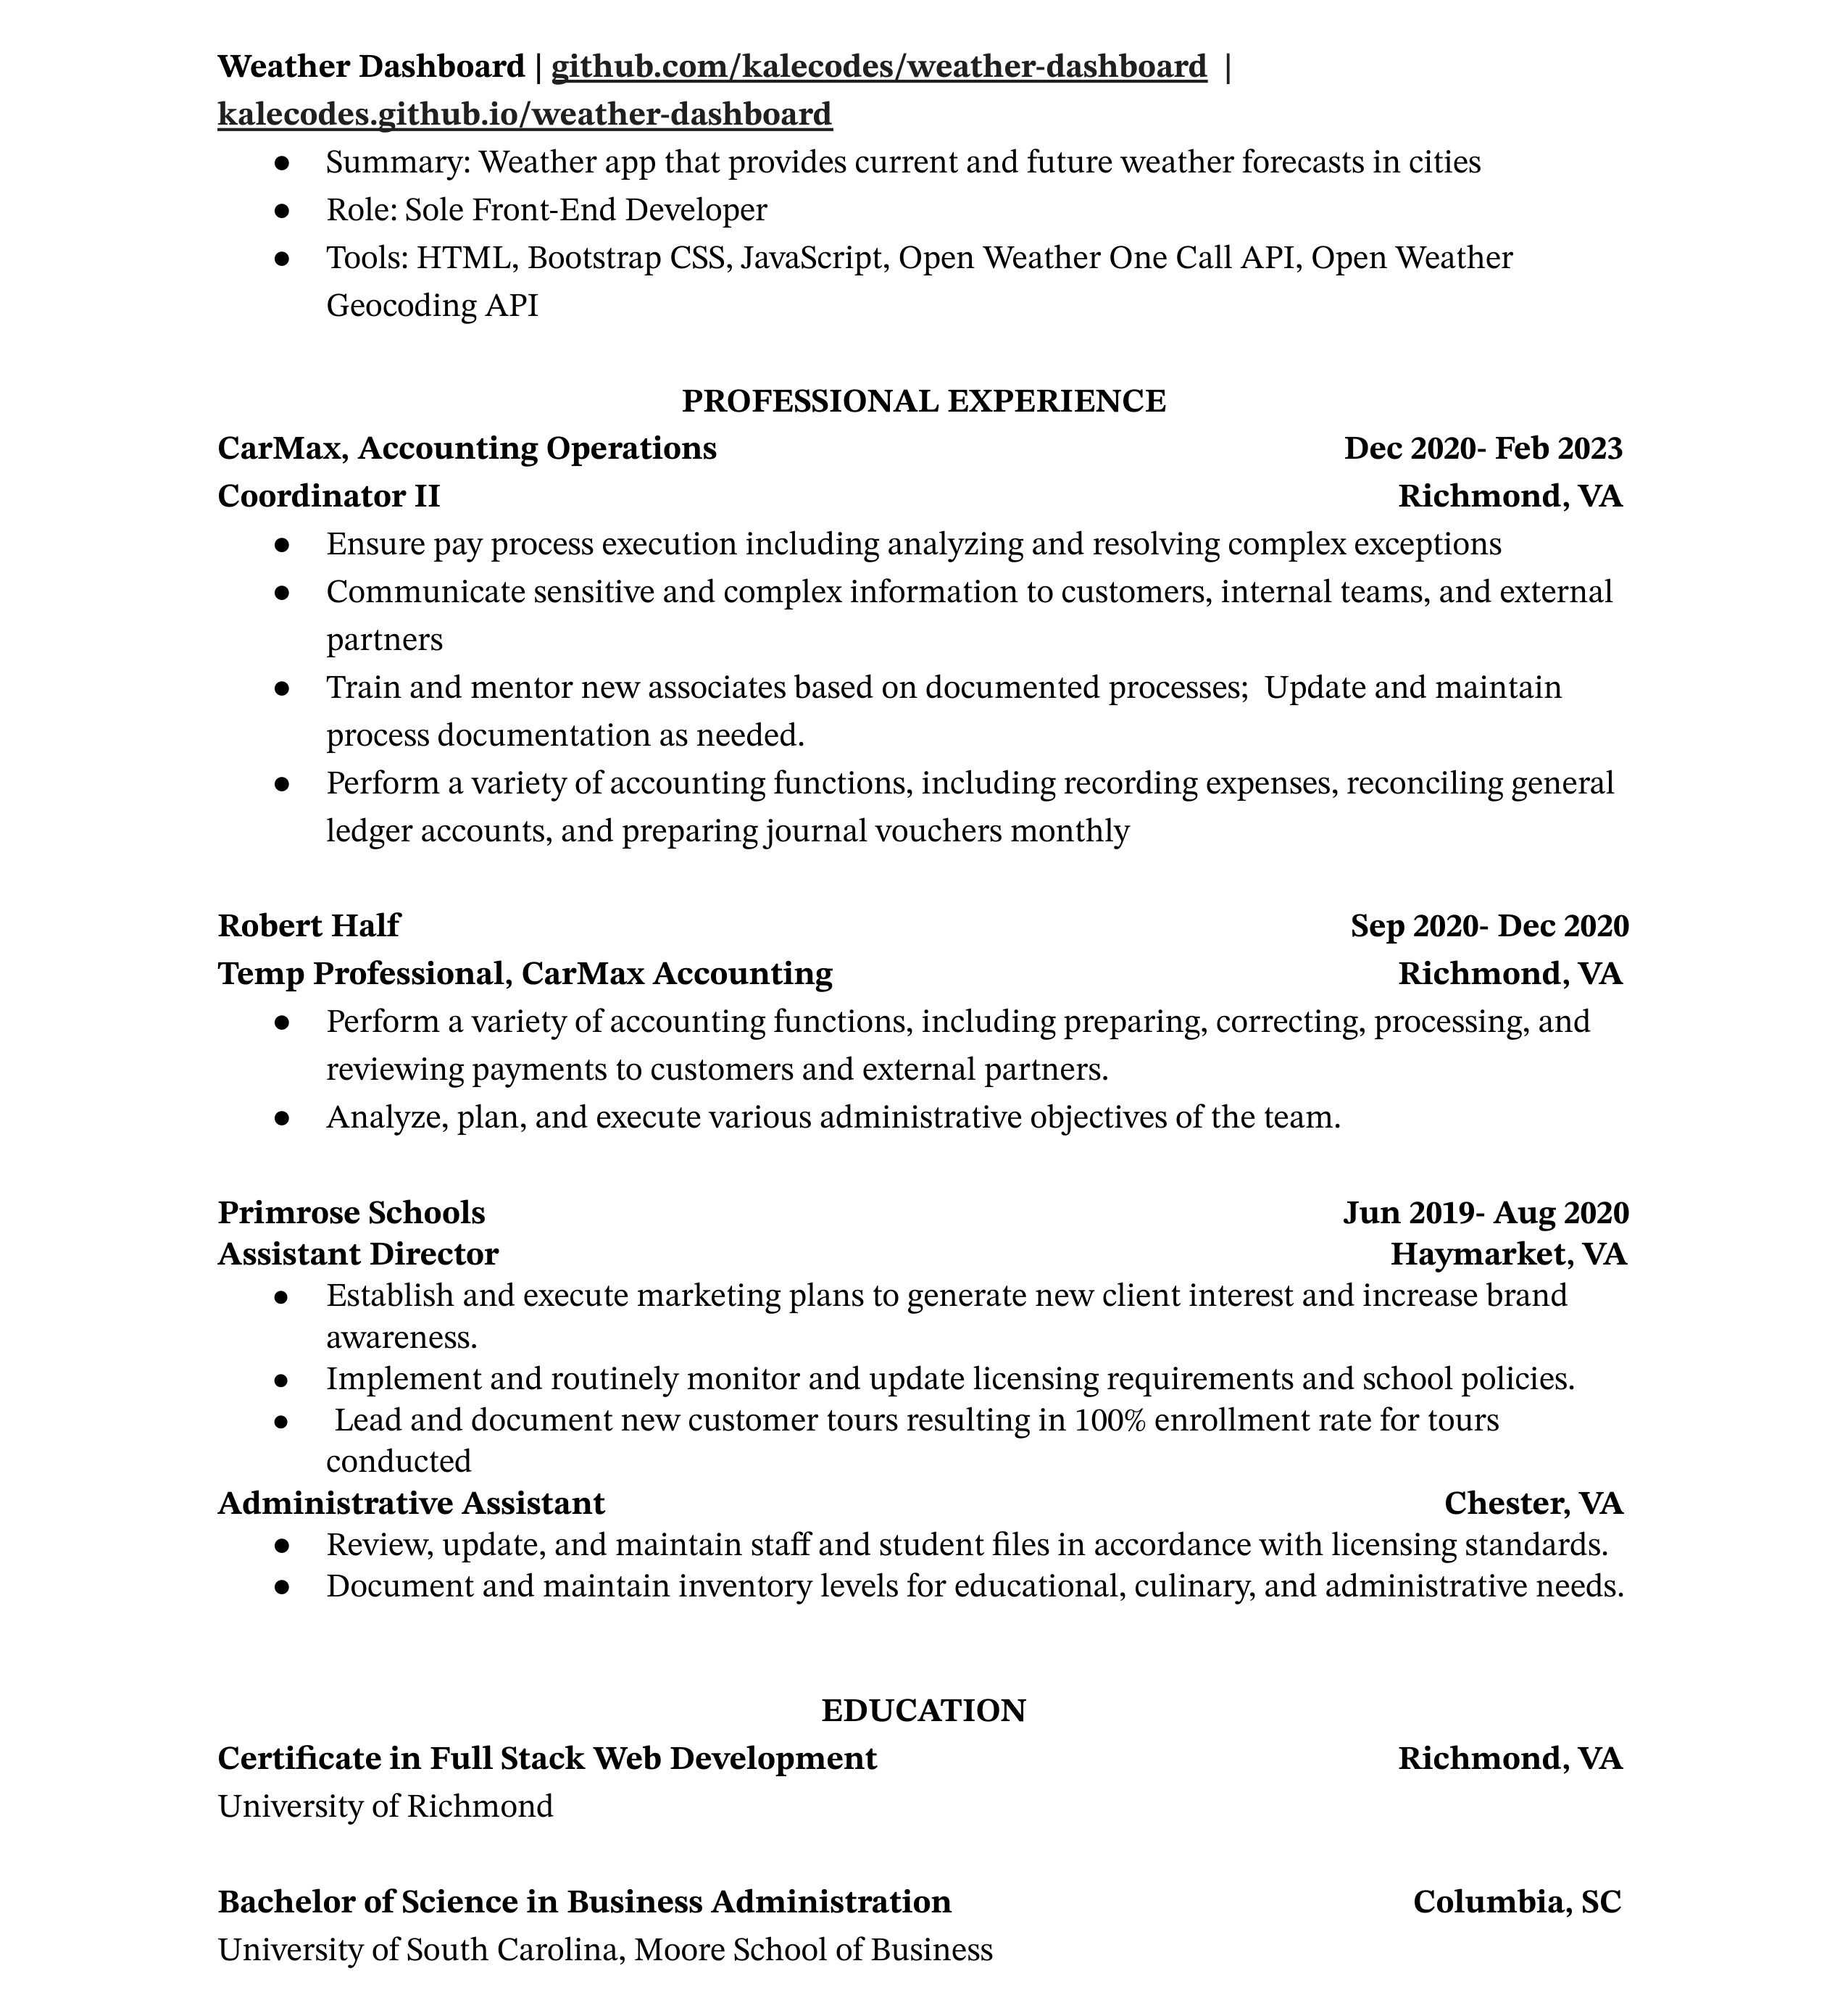 Weather Dashboard | github.com/kalecodes/weather-dashboard |
kalecodes.github.io/weather-dashboard
● Summary: Weather app that provides current and future weather forecasts in cities
● Role: Sole Front-End Developer
● Tools: HTML, Bootstrap CSS, JavaScript, Open Weather One Call API, Open Weather
Geocoding API
PROFESSIONAL EXPERIENCE
CarMax, Accounting Operations Dec 2020- Feb 2023
Coordinator II Richmond, VA
● Ensure pay process execution including analyzing and resolving complex exceptions
● Communicate sensitive and complex information to customers, internal teams, and external
partners
● Train and mentor new associates based on documented processes;  Update and maintain
process documentation as needed.
● Perform a variety of accounting functions, including recording expenses, reconciling general
ledger accounts, and preparing journal vouchers monthly
Robert Half Sep 2020- Dec 2020
Temp Professional, CarMax Accounting Richmond, VA
● Perform a variety of accounting functions, including preparing, correcting, processing, and
reviewing payments to customers and external partners.
● Analyze, plan, and execute various administrative objectives of the team.
Primrose Schools Jun 2019- Aug 2020
Assistant Director Haymarket, VA
● Establish and execute marketing plans to generate new client interest and increase brand
awareness.
● Implement and routinely monitor and update licensing requirements and school policies.
● Lead and document new customer tours resulting in 100% enrollment rate for tours
conducted
Administrative Assistant Chester, VA
● Review, update, and maintain staff and student files in accordance with licensing standards.
● Document and maintain inventory levels for educational, culinary, and administrative needs.
EDUCATION
Certificate in Full Stack Web Development Richmond, VA
University of Richmond
Bachelor of Science in Business Administration Columbia, SC
University of South Carolina, Moore School of Business